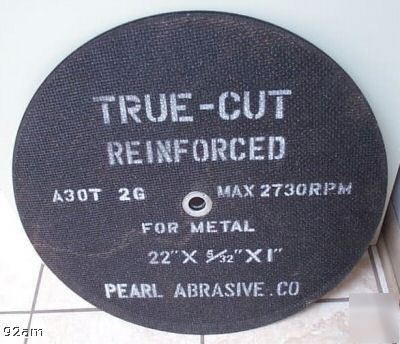 TRUE-CUT
REINFORCED
A30T 2G MAX 2730RPM
FOR METAL
22" X 5/32" X 1"
PEARL ABRASIVE.CO
92am